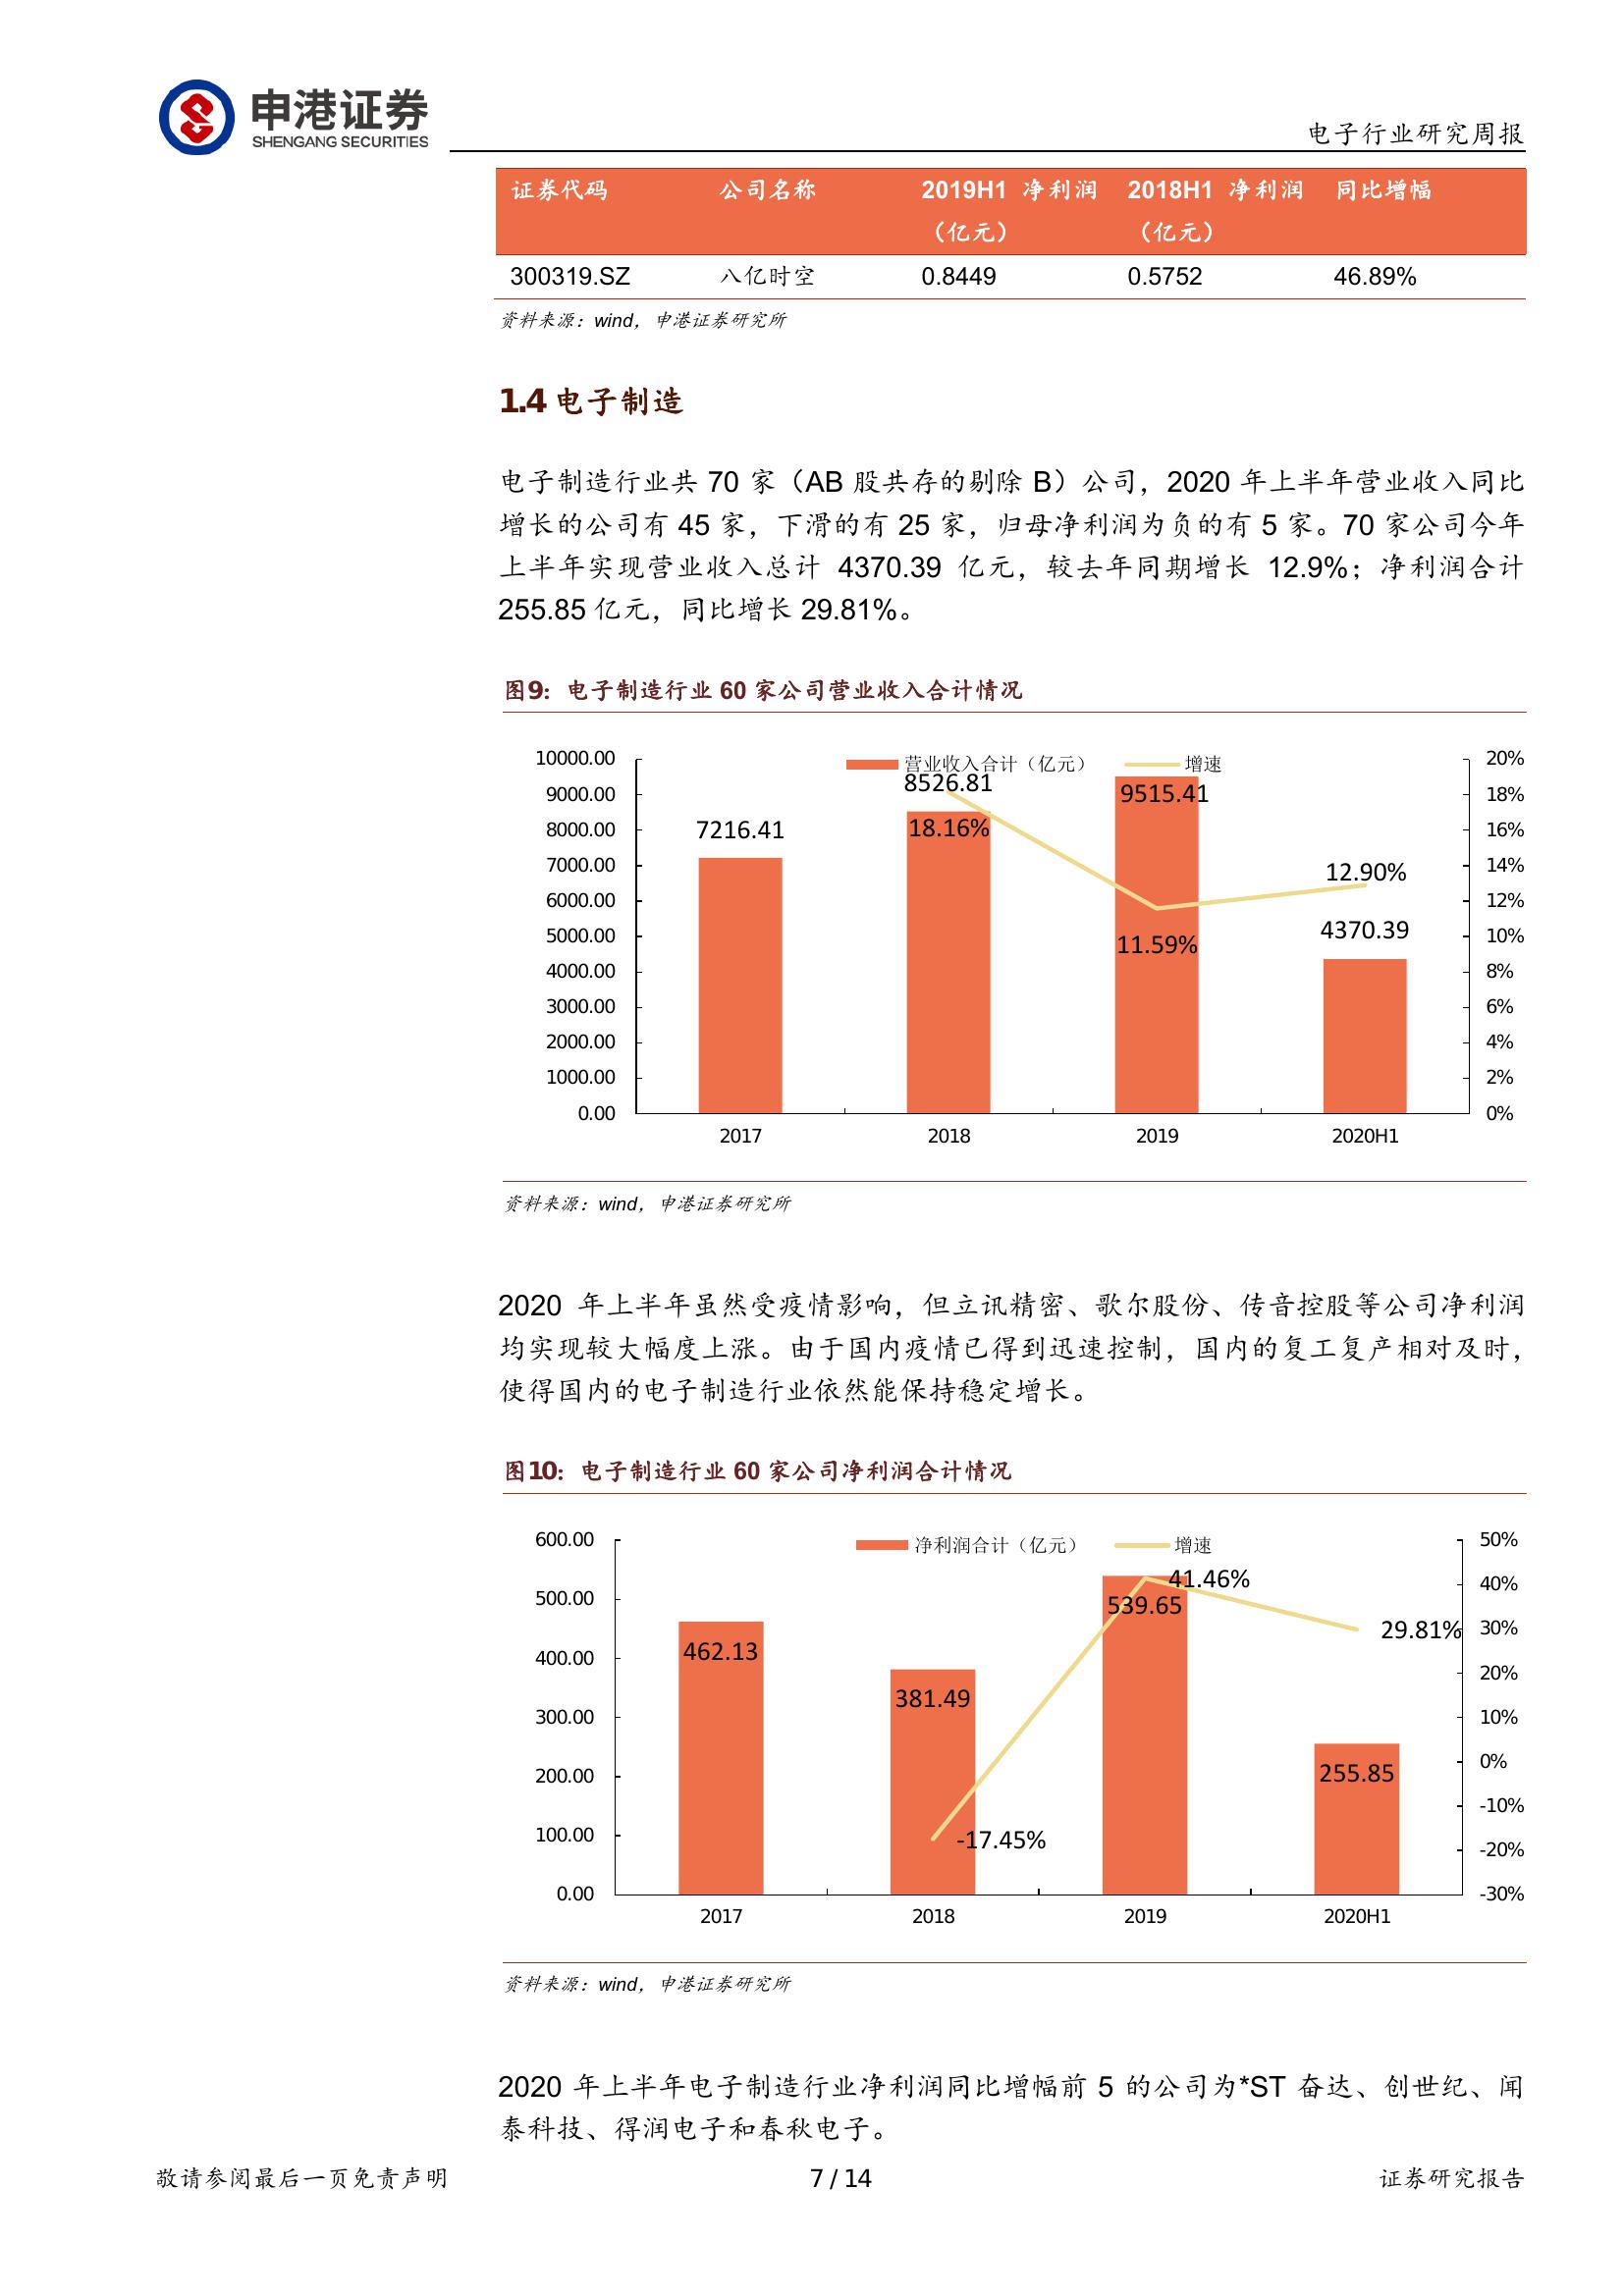 申港证券
SHENGANG SECURITIES
电子行业研究周报
证券代码 公司名称 2019H1 净利润 2018H1 净利润 同比增幅
（亿元） （亿元）
300319.SZ 八亿时空 0.8449 0.5752 46.89%
资料来源：wind，申港证券研究所
1.4 电子制造
电子制造行业共 70 家（AB 股共存的剔除 B）公司，2020 年上半年营业收入同比
增长的公司有 45 家，下滑的有 25 家，归母净利润为负的有 5 家。70 家公司今年
上半年实现营业收入总计 4370.39 亿元，较去年同期增长 12.9%；净利润合计
255.85 亿元，同比增长 29.81%。
图9：电子制造行业 60 家公司营业收入合计情况
营业收入合计（亿元） 增速
10000.00 20%
9000.00 18%
8000.00 16%
7000.00 14%
6000.00 12%
5000.00 10%
4000.00 8%
3000.00 6%
2000.00 4%
1000.00 2%
0.00 0%
7216.41 8526.81 9515.41 4370.39
18.16% 11.59% 12.90%
2017 2018 2019 2020H1
资料来源：wind，申港证券研究所
2020 年上半年虽然受疫情影响，但立讯精密、歌尔股份、传音控股等公司净利润
均实现较大幅度上涨。由于国内疫情已得到迅速控制，国内的复工复产相对及时，
使得国内的电子制造行业依然能保持稳定增长。
图10：电子制造行业 60 家公司净利润合计情况
净利润合计（亿元） 增速
600.00 50%
500.00 40%
400.00 30%
300.00 20%
200.00 10%
100.00 0%
0.00 -10%
-20%
-30%
462.13 381.49 539.65 255.85
-17.45% 41.46% 29.81%
2017 2018 2019 2020H1
资料来源：wind，申港证券研究所
2020 年上半年电子制造行业净利润同比增幅前 5 的公司为*ST 奋达、创世纪、闻
泰科技、得润电子和春秋电子。
敬请参阅最后一页免责声明 7 / 14 证券研究报告